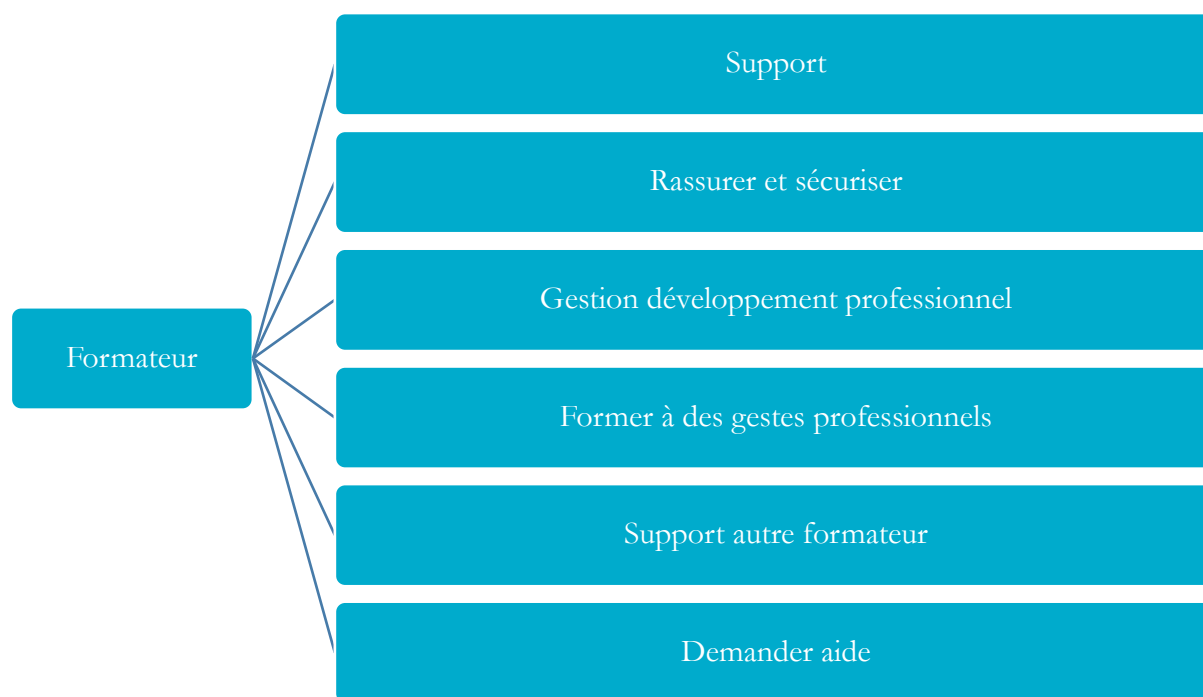 Support
Rassurer et sécuriser
Gestion développement professionnel
Formateur
Former à des gestes professionnels
Support autre formateur
Demander aide